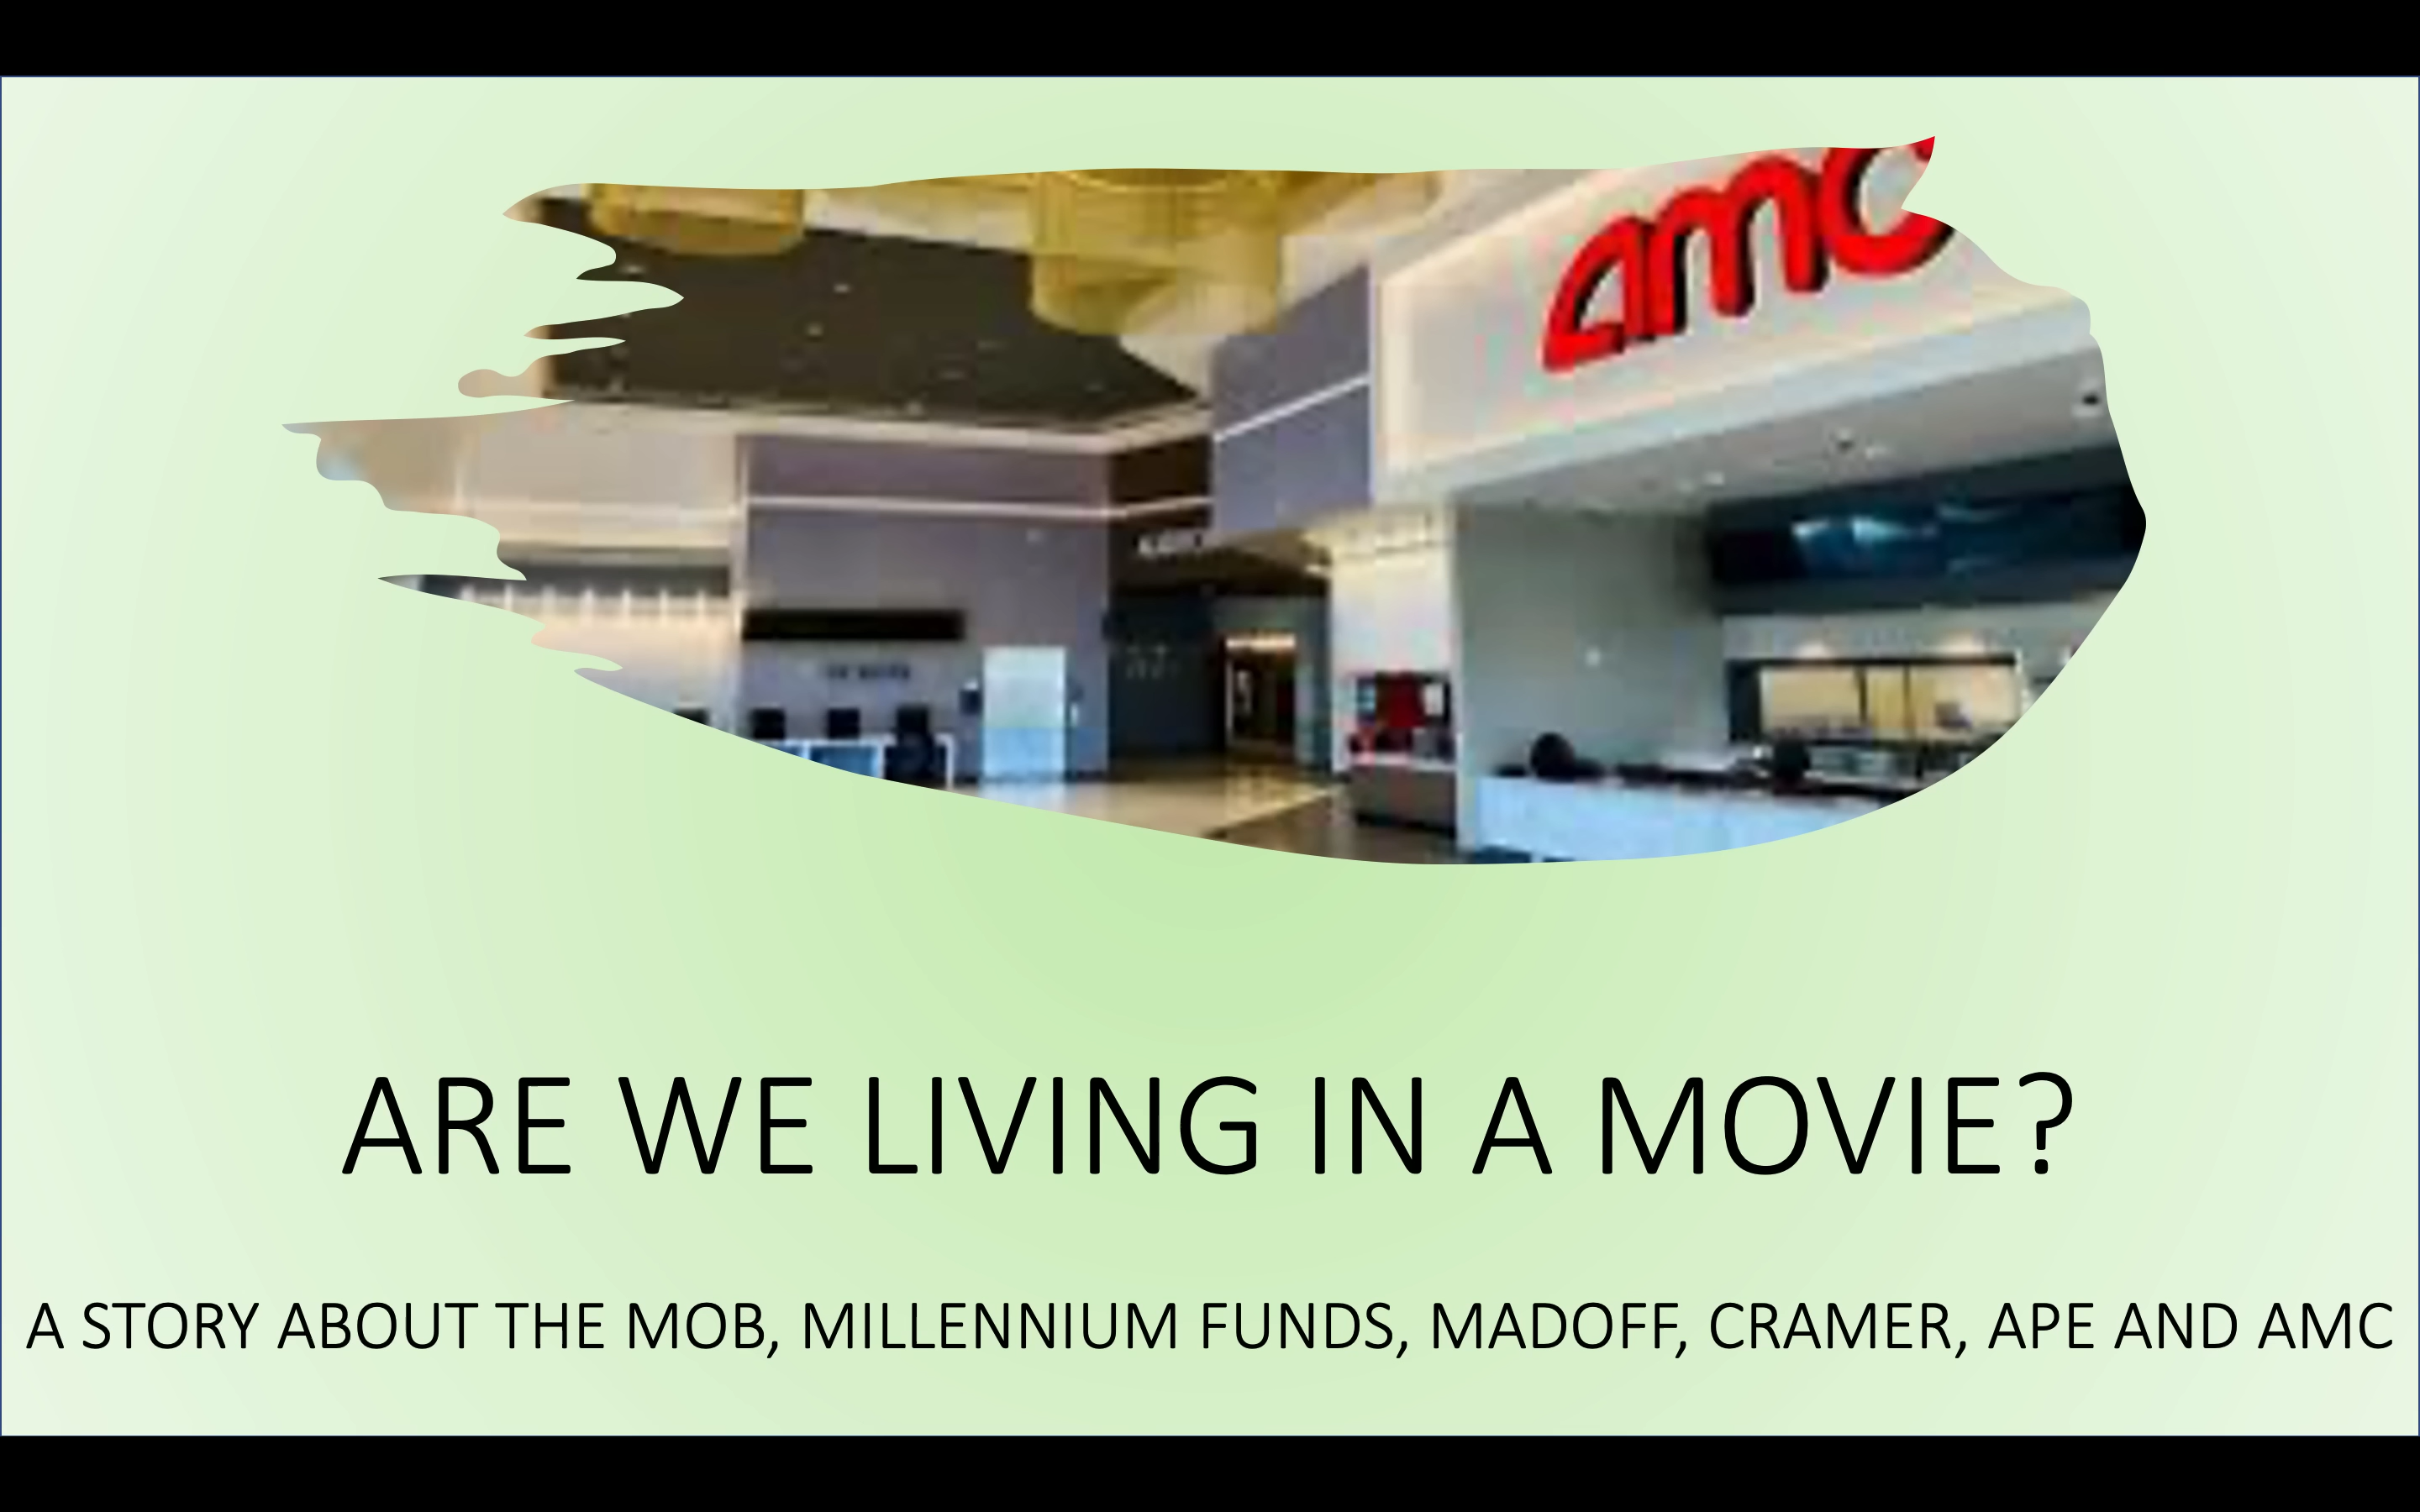 amc
ARE WE LIVING IN A MOVIE?
A STORY ABOUT THE MOB, MILLENNIUM FUNDS, MADOFF, CRAMER, APE AND AMC